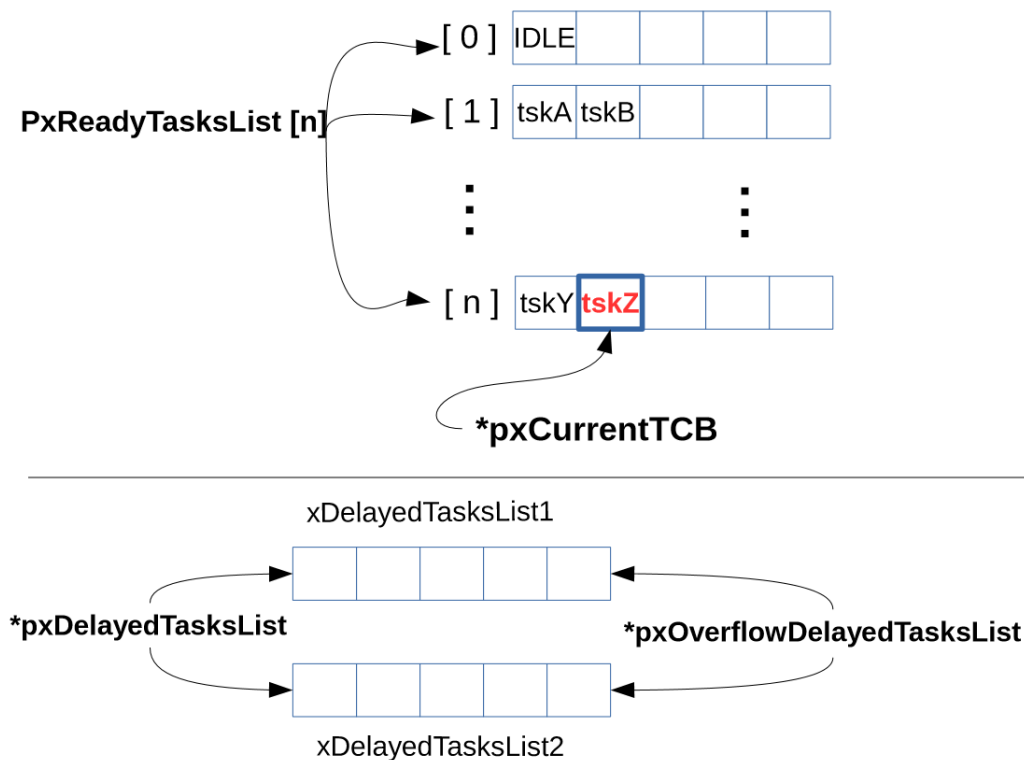 [ 0 ] IDLE
PxReadyTasksList [n]
[ 1 ] tskA tskB
[ n ] tskY tskZ
*pxCurrentTCB
xDelayedTasksList1
*pxDelayedTasksList
*pxOverflowDelayedTasksList
xDelayedTasksList2